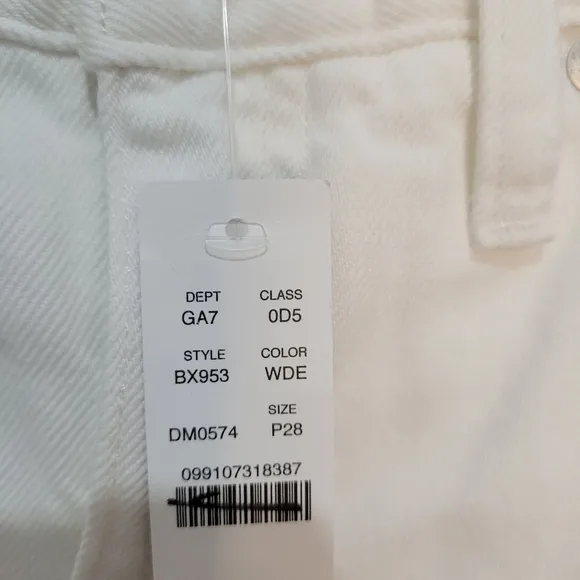 DEPT CLASS
GA7 0D5
STYLE COLOR
BX953 WDE
SIZE
DM0574 P28
099107318387